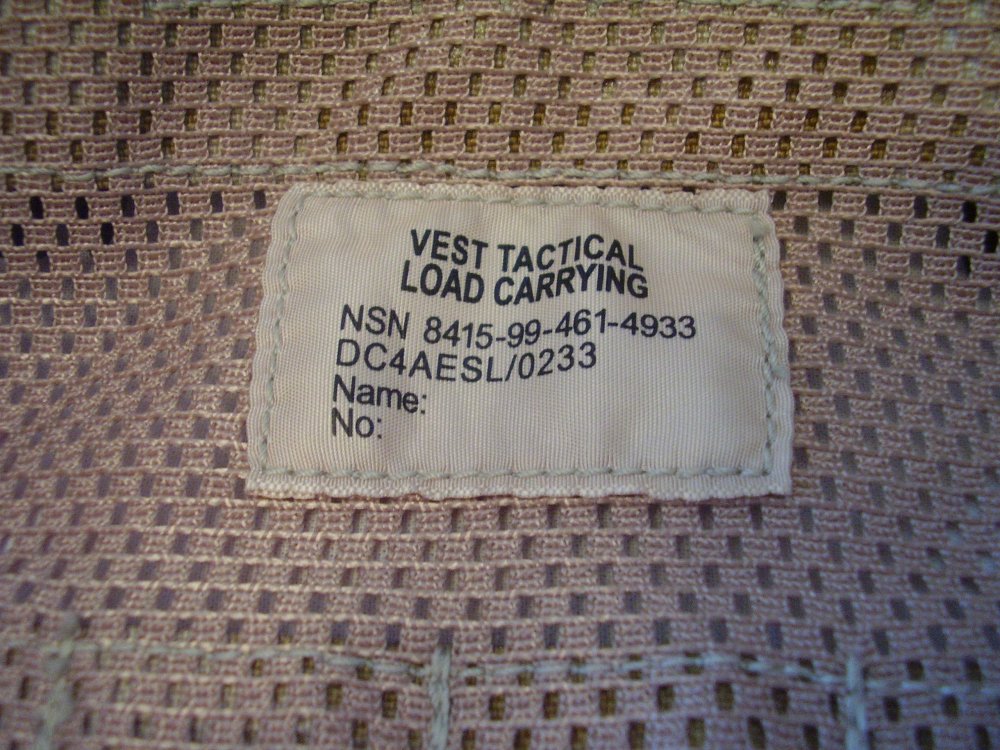 VEST TACTICAL
LOAD CARRYING
NSN 8415-99-461-4933
DC4AESL/0233
Name:
No: